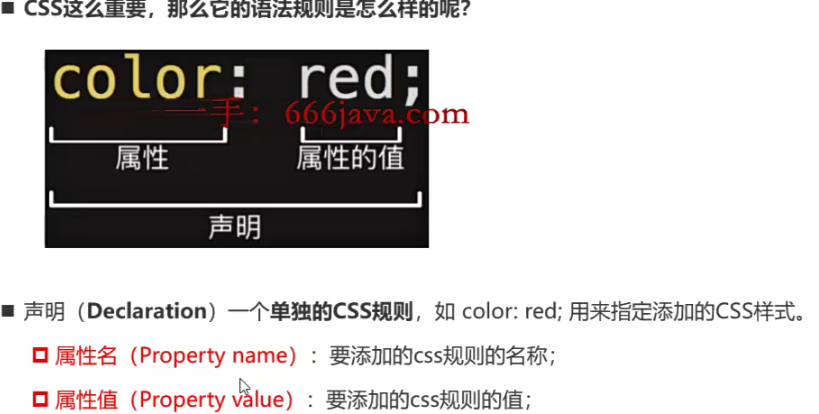 CSS这么重要，那么它的语法规则是怎么样的呢？
color: red;
一手：666java.com
属性 属性的值
声明
声明（Declaration）一个单独的CSS规则，如 color: red; 用来指定添加的CSS样式。
属性名（Property name）：要添加的css规则的名称；
属性值（Property value）：要添加的css规则的值；